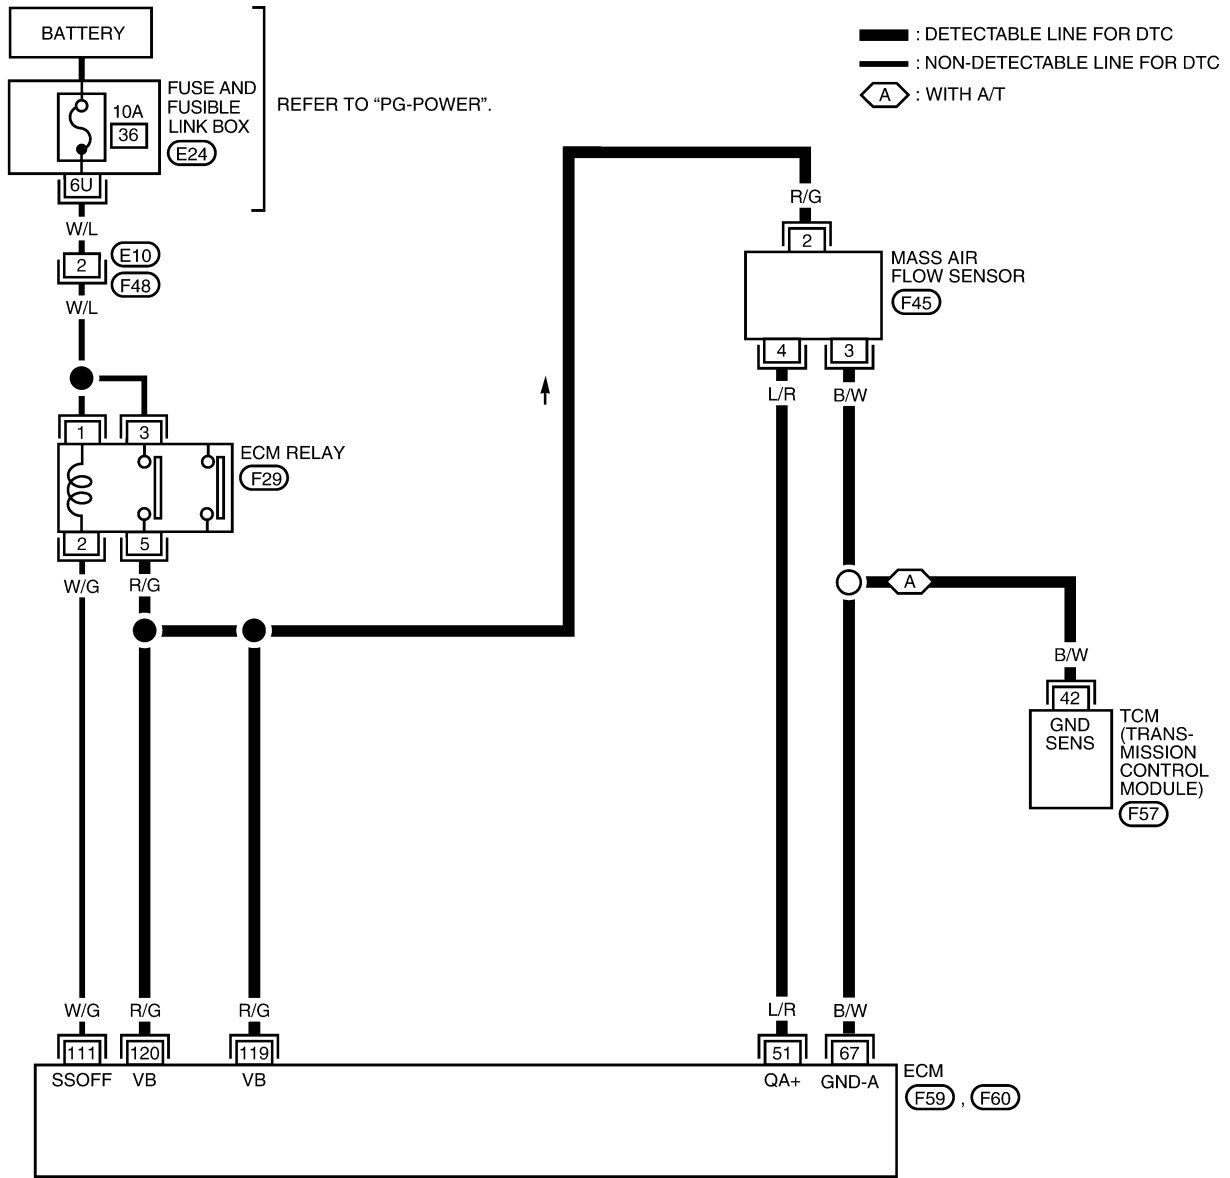 BATTERY
FUSE AND
FUSIBLE
LINK BOX
E24
10A
36
6U
REFER TO “PG-POWER”.
: DETECTABLE LINE FOR DTC
: NON-DETECTABLE LINE FOR DTC
A : WITH A/T
W/L
2
E10
F48
W/L
1
3
ECM RELAY
F29
2
5
W/G
R/G
R/G
2
MASS AIR
FLOW SENSOR
F45
4
3
L/R
B/W
A
B/W
42
GND
SENS
TCM
(TRANS-
MISSION
CONTROL
MODULE)
F57
W/G
R/G
R/G
L/R
B/W
111
120
119
51
67
SSOFF
VB
VB
QA+
GND-A
ECM
F59 , F60